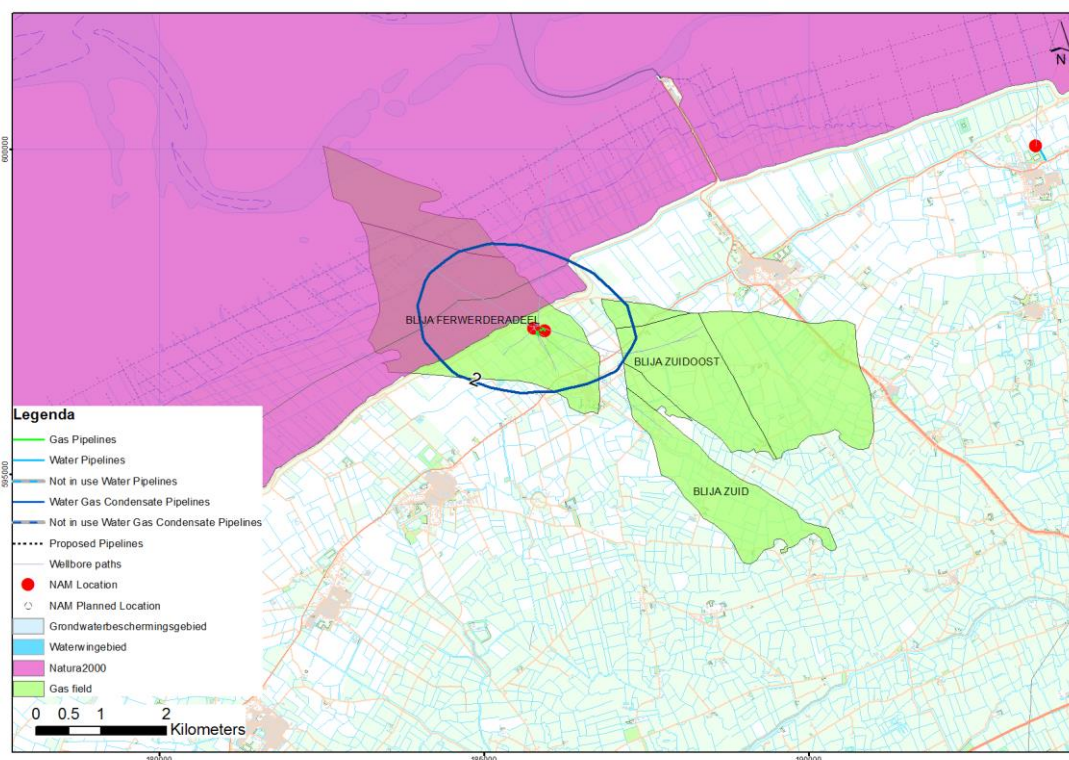 N
608000
595000
BLIJA FERWERDERADEEL
BLIJA ZUIDOOST
2
BLIJA ZUID
Legenda
Gas Pipelines
Water Pipelines
Not in use Water Pipelines
Water Gas Condensate Pipelines
Not in use Water Gas Condensate Pipelines
Proposed Pipelines
Wellbore paths
NAM Location
NAM Planned Location
Grondwaterbeschermingsgebied
Waterwingebied
Natura2000
Gas field
0 0.5 1 2
Kilometers